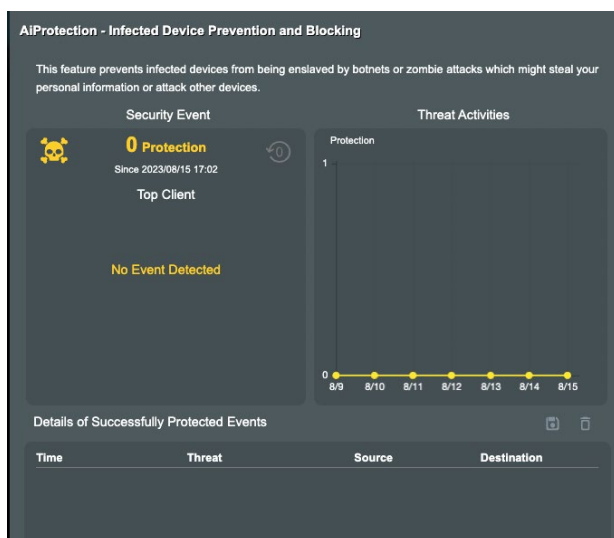 AiProtection - Infected Device Prevention and Blocking
This feature prevents infected devices from being enslaved by botnets or zombie attacks which might steal your
personal information or attack other devices.
Security Event
Threat Activities
0 Protection
Since 2023/08/15 17:02
0
Top Client
No Event Detected
Protection
1
0
8/9 8/10 8/11 8/12 8/13 8/14 8/15
Details of Successfully Protected Events
Time Threat Source Destination